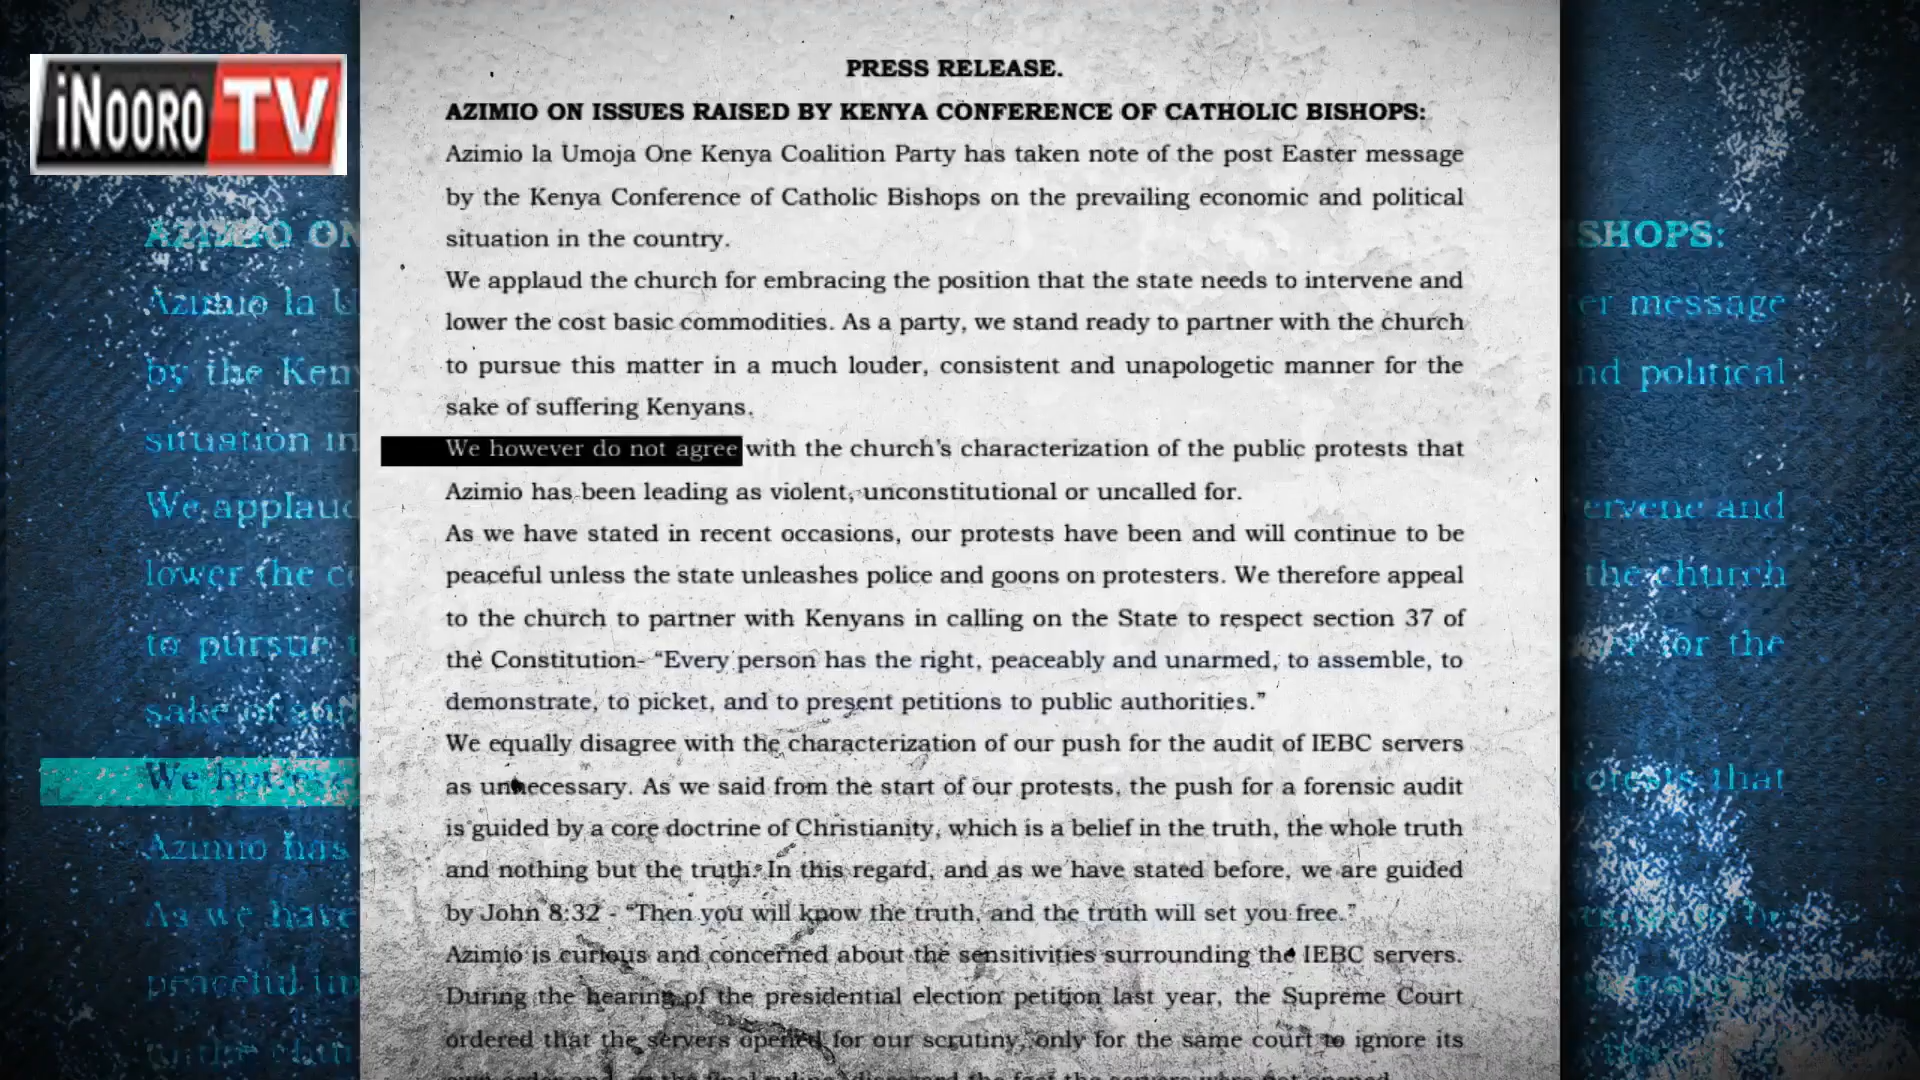 iNOORO TV
PRESS RELEASE.
AZIMIO ON ISSUES RAISED BY KENYA CONFERENCE OF CATHOLIC BISHOPS:
Azimio la Umoja One Kenya Coalition Party has taken note of the post Easter message
by the Kenya Conference of Catholic Bishops on the prevailing economic and political
situation in the country.
We applaud the church for embracing the position that the state needs to intervene and
lower the cost basic commodities. As a party, we stand ready to partner with the church
to pursue this matter in a much louder, consistent and unapologetic manner for the
sake of suffering Kenyans.
We however do not agree with the church's characterization of the public protests that
Azimio has been leading as violent, unconstitutional or uncalled for.
As we have stated in recent occasions, our protests have been and will continue to be
peaceful unless the state unleashes police and goons on protesters. We therefore appeal
to the church to partner with Kenyans in calling on the State to respect section 37 of
the Constitution- “Every person has the right, peaceably and unarmed, to assemble, to
demonstrate, to picket, and to present petitions to public authorities.”
We equally disagree with the characterization of our push for the audit of IEBC servers
as unnecessary. As we said from the start of our protests, the push for a forensic audit
is guided by a core doctrine of Christianity, which is a belief in the truth, the whole truth
and nothing but the truth. In this regard, and as we have stated before, we are guided
by John 8:32 - “Then you will know the truth, and the truth will set you free.”
Azimio is curious and concerned about the sensitivities surrounding the IEBC servers.
During the hearing of the presidential election petition last year, the Supreme Court
ordered that the servers opened for our scrutiny, only for the same court to ignore its